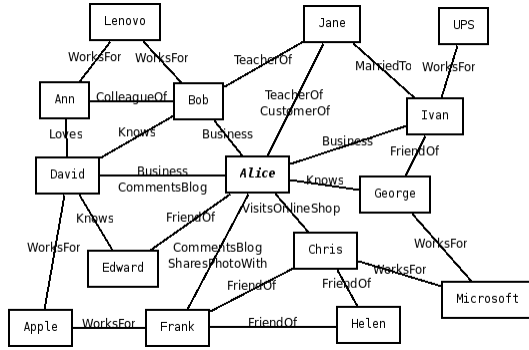 Lenovo
Jane
UPS
WorksFor
WorksFor
TeacherOf
MarriedTo
WorksFor
Ann
ColleagueOf
Bob
TeacherOf
CustomerOf
Ivan
Loves
Knows
Business
Business
FriendOf
David
Business
CommentsBlog
Alice
Knows
George
Knows
FriendOf
VisitsOnlineShop
WorksFor
Edward
CommentsBlog
SharesPhotoWith
Chris
WorksFor
WorksFor
FriendOf
FriendOf
Microsoft
Apple
WorksFor
Frank
FriendOf
Helen